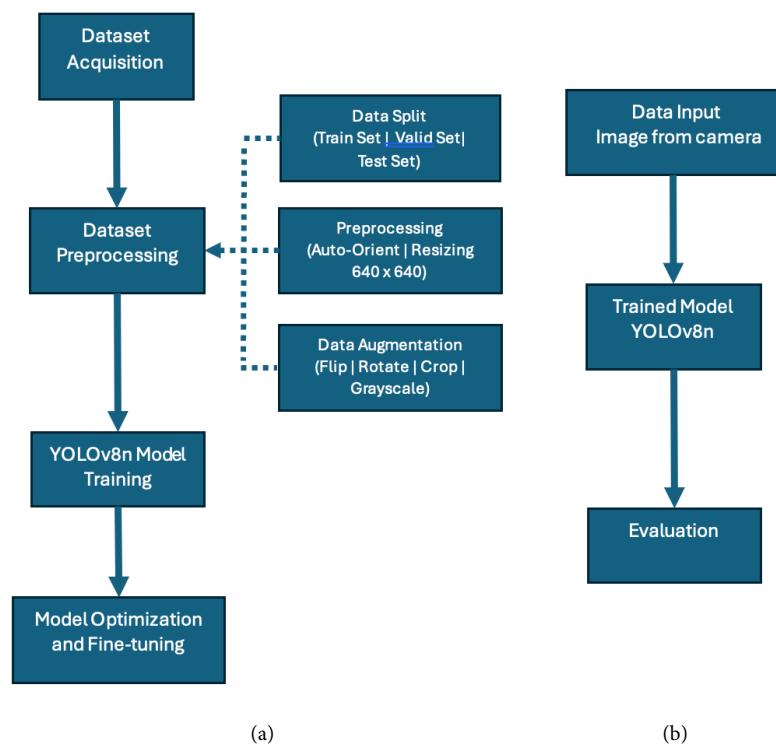 Dataset
Acquisition
Data Split
(Train Set | Valid Set|
Test Set)
Dataset
Preprocessing
Preprocessing
(Auto-Orient | Resizing
640 x 640)
Data Augmentation
(Flip | Rotate | Crop |
Grayscale)
YOLOv8n Model
Training
Model Optimization
and Fine-tuning
(a)
Data Input
Image from camera
Trained Model
YOLOv8n
Evaluation
(b)